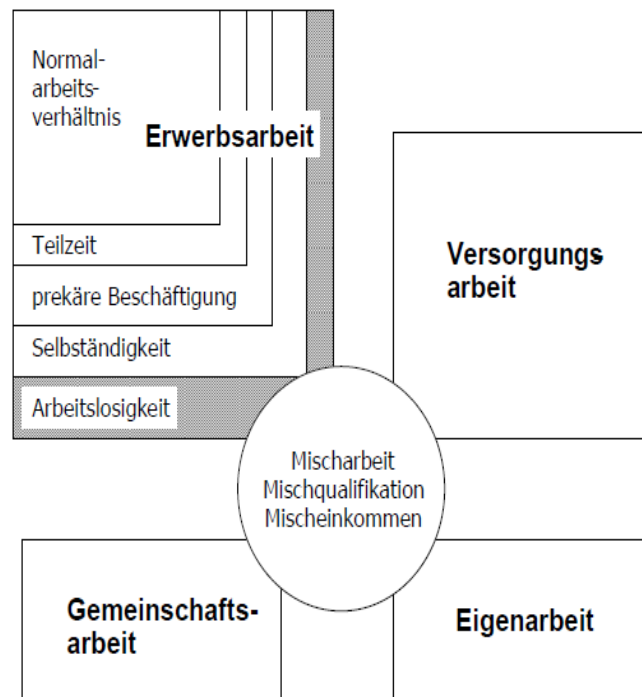 Normal-
arbeits-
verhältnis
Erwerbsarbeit
Teilzeit
prekäre Beschäftigung
Selbständigkeit
Arbeitslosigkeit
Versorgungs-
arbeit
Mischarbeit
Mischqualifikation
Mischeinkommen
Gemeinschafts-
arbeit
Eigenarbeit